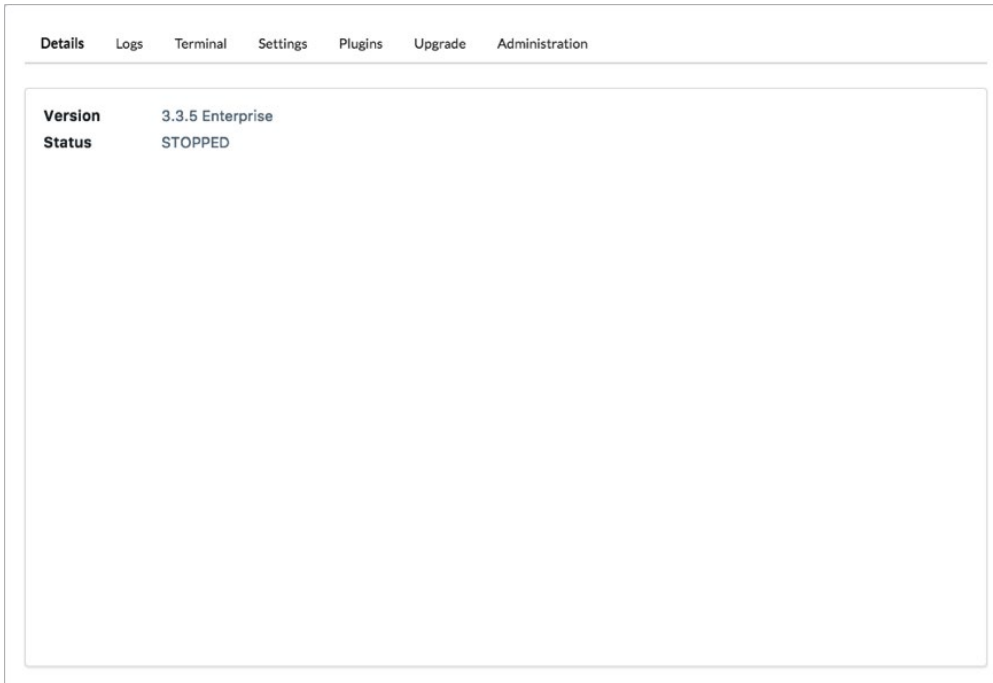 Details Logs Terminal Settings Plugins Upgrade Administration
Version 3.3.5 Enterprise
Status STOPPED